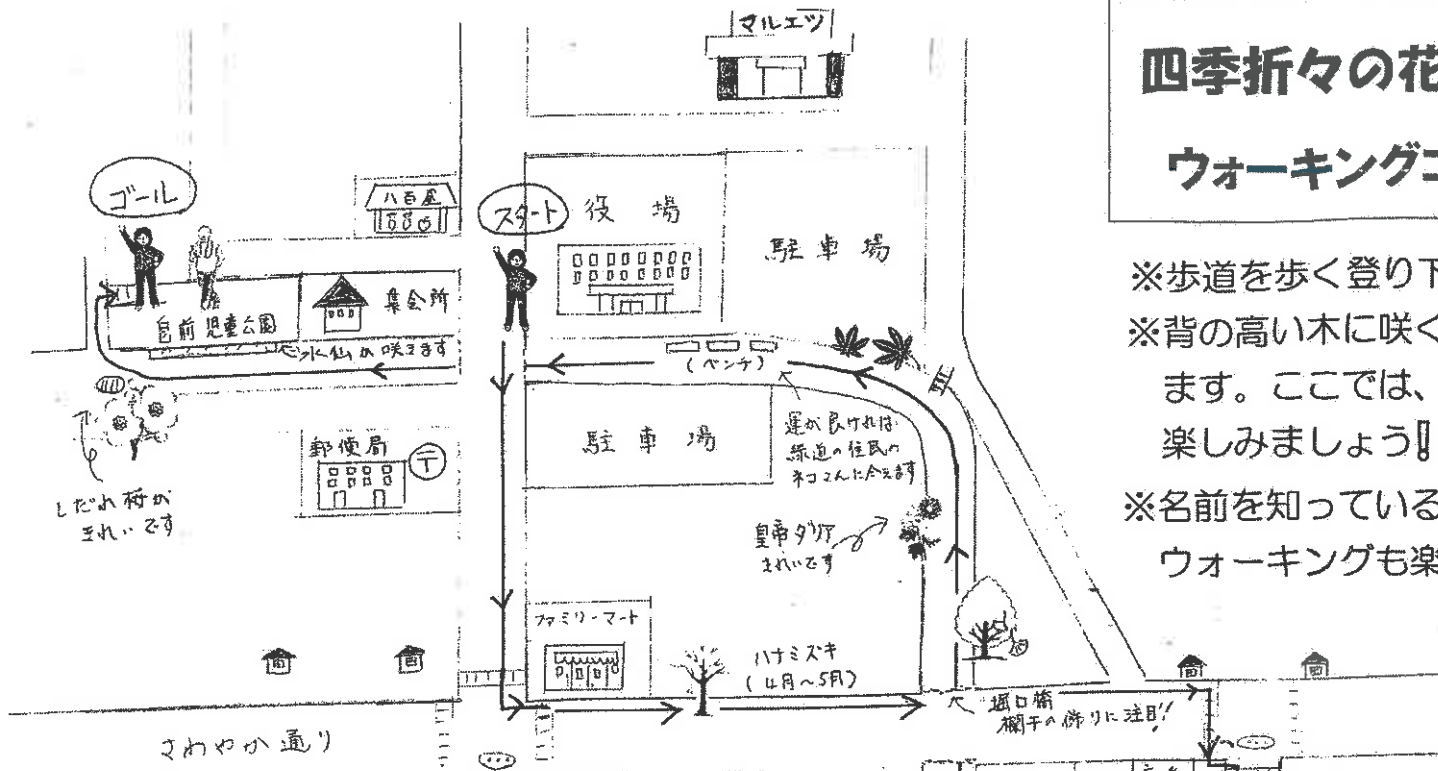 マルエツ
四季折々の花
ウォーキングコ
※歩道を歩く登り下
※背の高い木に咲く
ます。ここでは、
楽しみましょう!!
※名前を知っている
ウォーキングも楽
ゴール
八百屋
スタート
役場
駐車場
集会所
自前児童公園
水仙が咲きます
(ベンチ)
運が良ければ
緑道の住民の
ネコさんに会えます
駐車場
郵便局
〒
しだれ桜が
きれいです
皇帝ダリア
きれいです
ファミリーマート
ハナミズキ
(4月~5月)
堀口橋
欄干の飾りに注目!!
さわやか通り